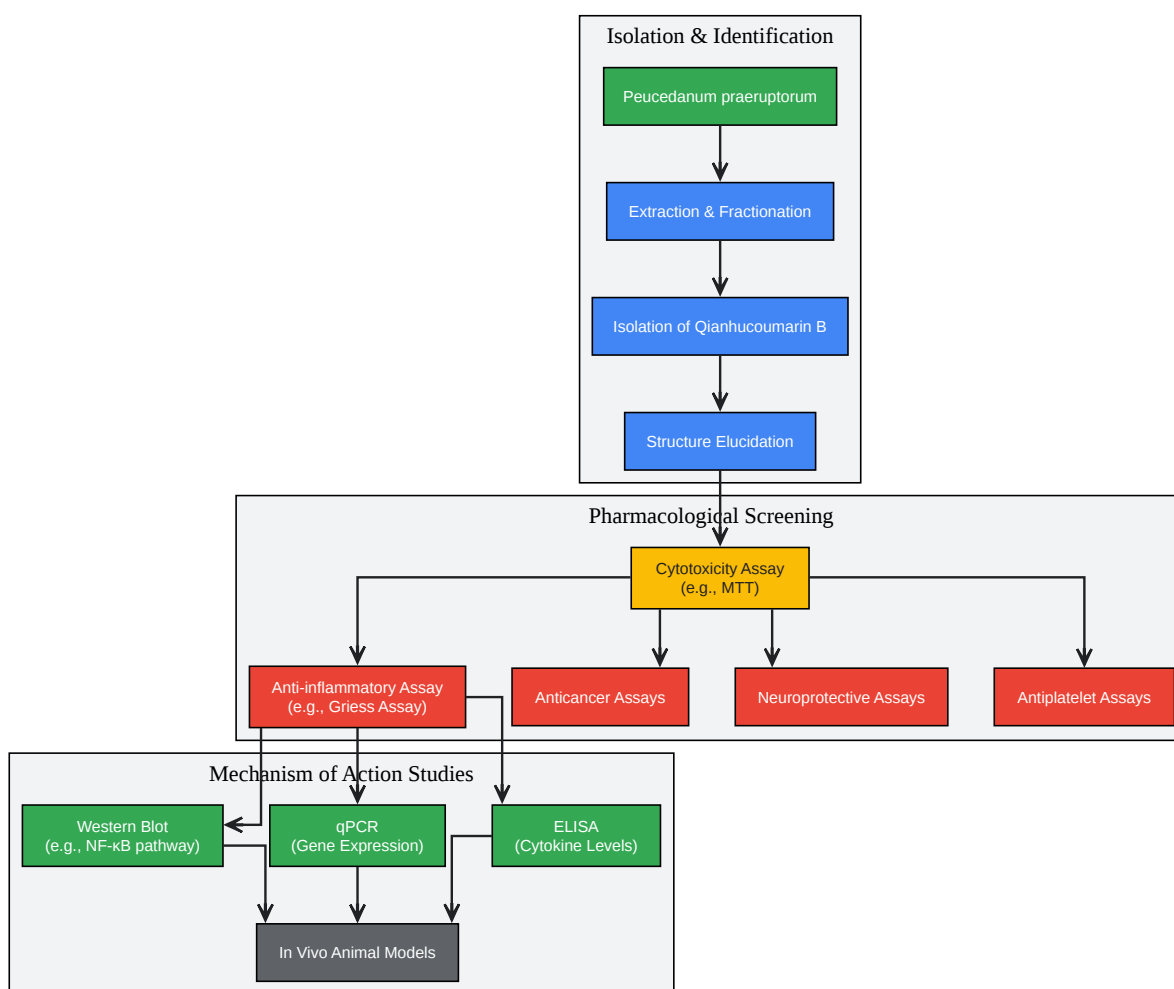 Isolation & Identification
Peucedanum praeruptorum
Extraction & Fractionation
Isolation of Qianhucoumarin B
Structure Elucidation
Pharmacological Screening
Cytotoxicity Assay
(e.g., MTT)
Anti-inflammatory Assay
(e.g., Griess Assay)
Anticancer Assays
Neuroprotective Assays
Antiplatelet Assays
Mechanism of Action Studies
Western Blot
(e.g., NF-κB pathway)
qPCR
(Gene Expression)
ELISA
(Cytokine Levels)
In Vivo Animal Models